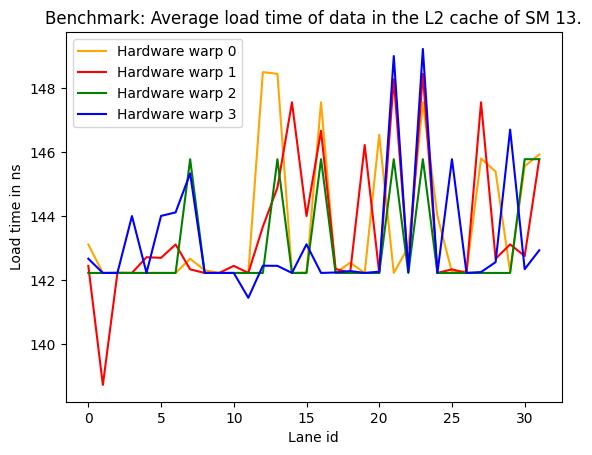 Benchmark: Average load time of data in the L2 cache of SM 13.
Hardware warp 0
Hardware warp 1
Hardware warp 2
Hardware warp 3
148
146
144
142
140
Load time in ns
0 5 10 15 20 25 30
Lane id